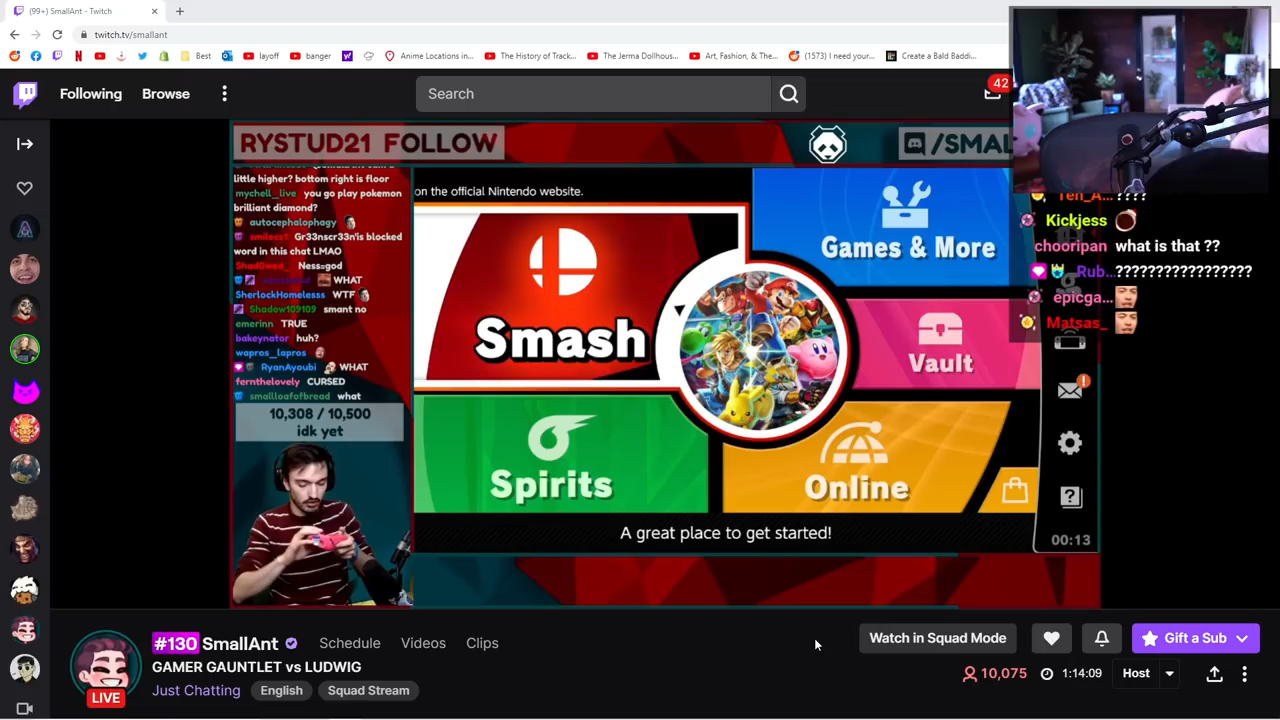 (99+) SmallAnt - Twitch
twitch.tv/smallant
Best
layoff
banger
Anime Locations in...
The History of Track...
The Jerma Dollhous...
Art, Fashion, & The...
(1573) I need your...
Create a Bald Baddi...
Following
Browse
Search
42
RYSTUD21 FOLLOW
/SMAL
little higher? bottom right is floor
mychell_live you go play pokemon
brilliant diamond?
autocephalophagy
Gr33nscr33n'is blocked
word in this chat LMAO
Shad0wed_ Ness=god
WHAT
SherlockHomelesss WTF
Shadow109109 smant no
emerinn TRUE
bakeynator huh?
wapros_lapros
RyanAyoubi WHAT
fernthelovely CURSED
smallloafofbread what
10,308 / 10,500
idk yet
on the official Nintendo website.
Smash
Games & More
Vault
Spirits
Online
A great place to get started!
00:13
????
Kickjess
chooripan what is that ??
Rub... ?????????????????
epicga...
Matsas_
#130 SmallAnt
Schedule
Videos
Clips
GAMER GAUNTLET vs LUDWIG
Just Chatting
English
Squad Stream
LIVE
Watch in Squad Mode
Gift a Sub
10,075
1:14:09
Host